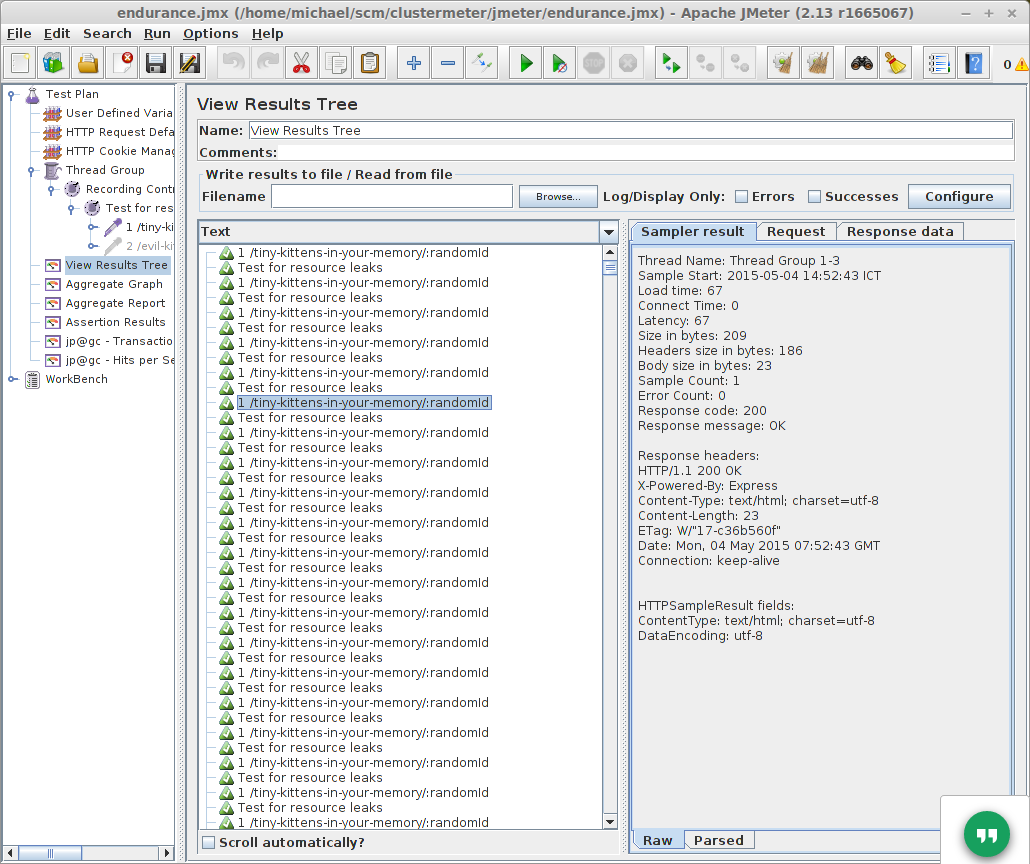 endurance.jmx (/home/michael/scm/clustermeter/jmeter/endurance.jmx) - Apache JMeter (2.13 r1665067)
File Edit Search Run Options Help
STOP
0
Test Plan
User Defined Varia
HTTP Request Defa
HTTP Cookie Manag
Thread Group
Recording Contr
Test for res
1 /tiny-ki
2 /evil-kit
View Results Tree
Aggregate Graph
Aggregate Report
Assertion Results
jp@gc - Transactio
jp@gc - Hits per Se
WorkBench
View Results Tree
Name: View Results Tree
Comments:
Write results to file / Read from file
Filename Browse... Log/Display Only: Errors Successes Configure
Text
1 /tiny-kittens-in-your-memory/:randomId
Test for resource leaks
1 /tiny-kittens-in-your-memory/:randomId
Test for resource leaks
1 /tiny-kittens-in-your-memory/:randomId
Test for resource leaks
1 /tiny-kittens-in-your-memory/:randomId
Test for resource leaks
1 /tiny-kittens-in-your-memory/:randomId
Test for resource leaks
1 /tiny-kittens-in-your-memory/:randomId
Test for resource leaks
1 /tiny-kittens-in-your-memory/:randomId
Test for resource leaks
1 /tiny-kittens-in-your-memory/:randomId
Test for resource leaks
1 /tiny-kittens-in-your-memory/:randomId
Test for resource leaks
1 /tiny-kittens-in-your-memory/:randomId
Test for resource leaks
1 /tiny-kittens-in-your-memory/:randomId
Test for resource leaks
1 /tiny-kittens-in-your-memory/:randomId
Test for resource leaks
1 /tiny-kittens-in-your-memory/:randomId
Test for resource leaks
1 /tiny-kittens-in-your-memory/:randomId
Test for resource leaks
1 /tiny-kittens-in-your-memory/:randomId
Test for resource leaks
1 /tiny-kittens-in-your-memory/:randomId
Test for resource leaks
1 /tiny-kittens-in-your-memory/:randomId
Test for resource leaks
1 /tiny-kittens-in-your-memory/:randomId
Test for resource leaks
1 /tiny-kittens-in-your-memory/:randomId
Test for resource leaks
1 /tiny-kittens-in-your-memory/:randomId
Scroll automatically?
Sampler result Request Response data
Thread Name: Thread Group 1-3
Sample Start: 2015-05-04 14:52:43 ICT
Load time: 67
Connect Time: 0
Latency: 67
Size in bytes: 209
Headers size in bytes: 186
Body size in bytes: 23
Sample Count: 1
Error Count: 0
Response code: 200
Response message: OK
Response headers:
HTTP/1.1 200 OK
X-Powered-By: Express
Content-Type: text/html; charset=utf-8
Content-Length: 23
ETag: W/"17-c36b560f"
Date: Mon, 04 May 2015 07:52:43 GMT
Connection: keep-alive
HTTPSampleResult fields:
ContentType: text/html; charset=utf-8
DataEncoding: utf-8
Raw Parsed